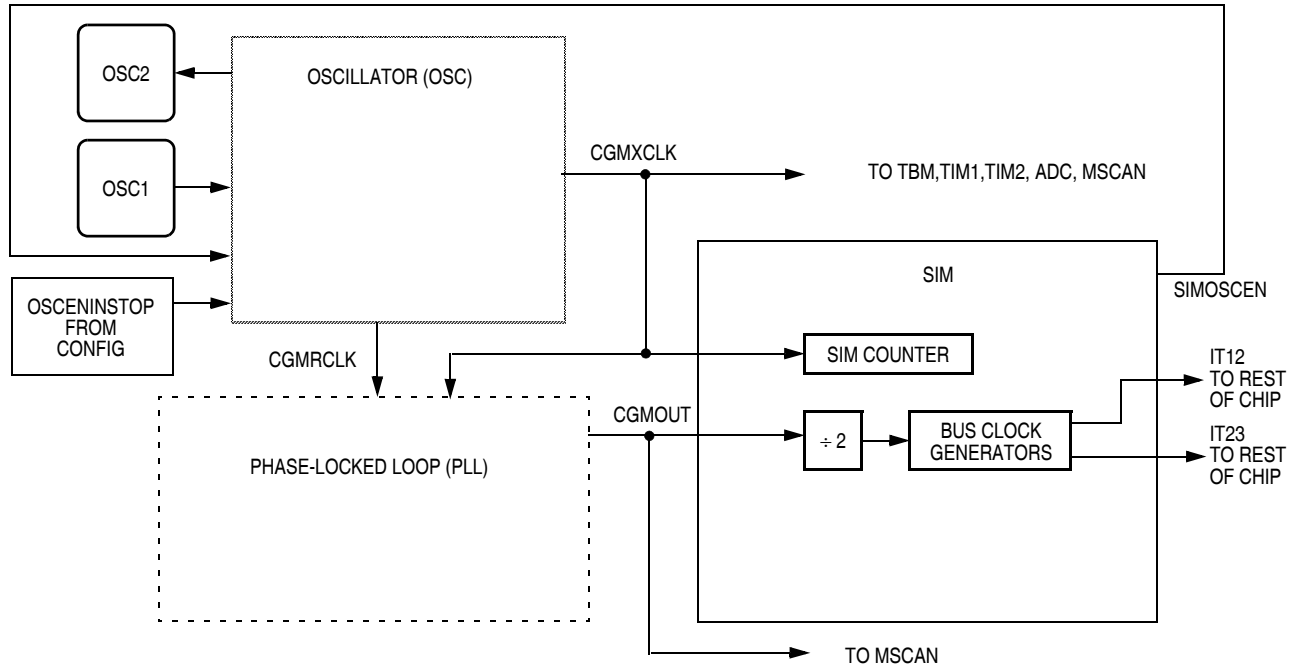 OSC2
OSCILLATOR (OSC)
CGMXCLK
TO TBM,TIM1,TIM2, ADC, MSCAN
OSC1
SIM
SIMOSCEN
OSCENINSTOP
FROM
CONFIG
CGMRCLK
SIM COUNTER
IT12
TO REST
OF CHIP
CGMOUT
÷ 2
BUS CLOCK
GENERATORS
IT23
TO REST
OF CHIP
PHASE-LOCKED LOOP (PLL)
TO MSCAN